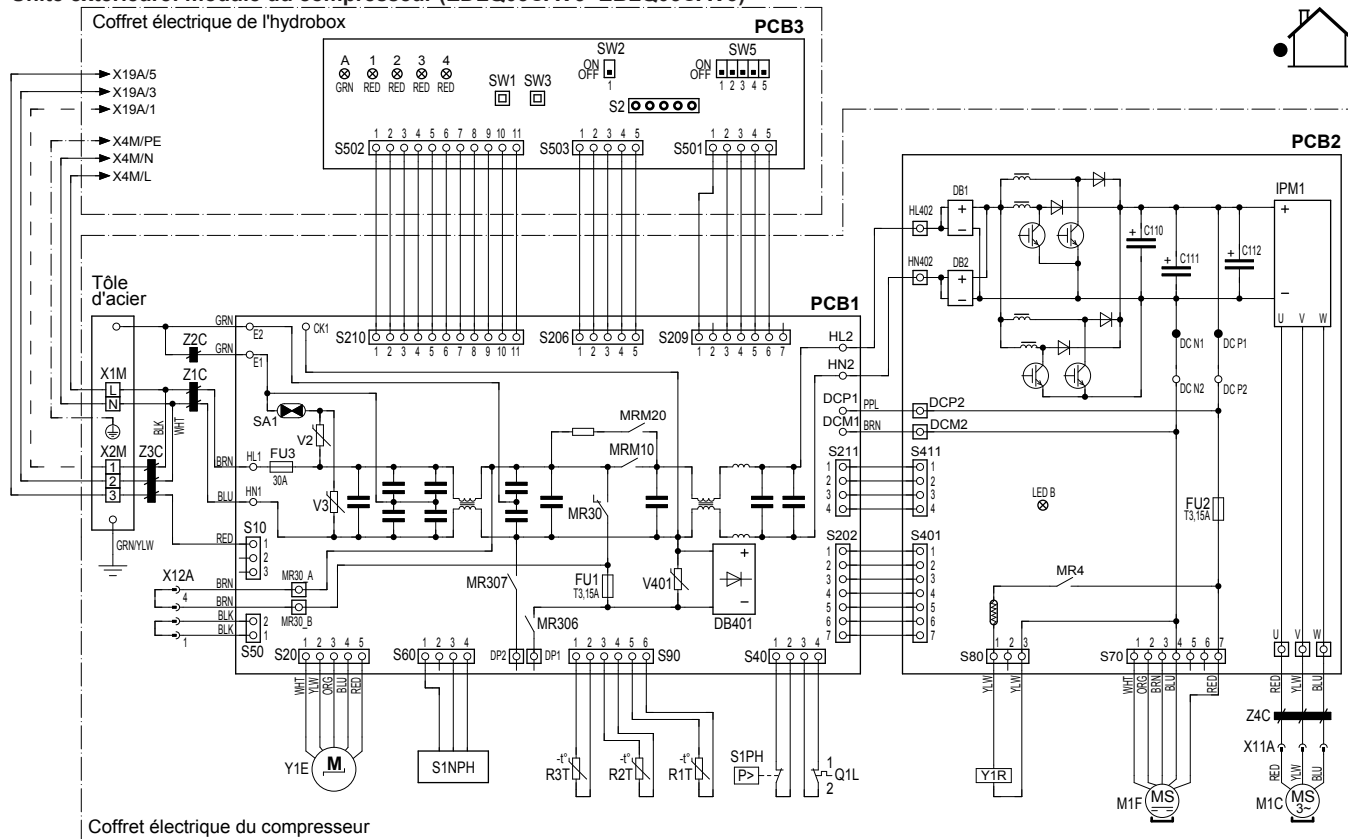 Coffret électrique de l'hydrobox
PCB3
A 1 2 3 4
GRN RED RED RED RED
SW1 SW3
SW2
ON
OFF
1
SW5
ON
OFF
1 2 3 4 5
S2
S502 1 2 3 4 5 6 7 8 9 10 11
S503 1 2 3 4 5
S501 1 2 3 4 5
X19A/5
X19A/3
X19A/1
X4M/PE
X4M/N
X4M/L
PCB2
DB1
+
−
HL402
HN402
DB2
+
−
C110
C111
C112
IPM1
+
−
U V W
DC N1 DC P1
DC N2 DC P2
Tôle
d'acier
PCB1
GRN
E2
CK1
GRN
E1
Z2C
S210 1 2 3 4 5 6 7 8 9 10 11
S206 1 2 3 4 5
S209 1 2 3 4 5 6 7
HL2
HN2
X1M
L
N
Z1C
BLK
WHT
SA1
V2
MRM20
MRM10
DCP1 PPL DCP2
DCM1 BRN DCM2
X2M
1
2
3
Z3C
BRN HL1 FU3
30A
BLU HN1
V3
MR30
S211 S411
1 2 3 4
1 2 3 4
LED B
FU2
T3,15A
GRN/YLW
RED
S10
1
2
3
S202 S401
1 2 3 4 5 6 7
1 2 3 4 5 6 7
X12A
4
1
BRN MR30_A
BRN MR30_B
BLK 2
BLK 1
S50
MR307
FU1
T3,15A
V401
MR306
DB401
+
−
MR4
S20 1 2 3 4 5
S60 1 2 3 4
DP2 DP1
1 2 3 4 5 6 S90
S40 1 2 3 4
S80 1 2 3
S70 1 2 3 4 5 6 7
U V W
WHT YLW ORG BLU RED
YLW YLW
WHT ORG BRN BLU RED
RED YLW BLU
Z4C
X11A
RED YLW BLU
Y1E M
S1NPH
-t° R3T
-t° R2T
-t° R1T
S1PH
P>
1
Q1L
2
Y1R
M1F MS
M1C MS
3~
Coffret électrique du compresseur